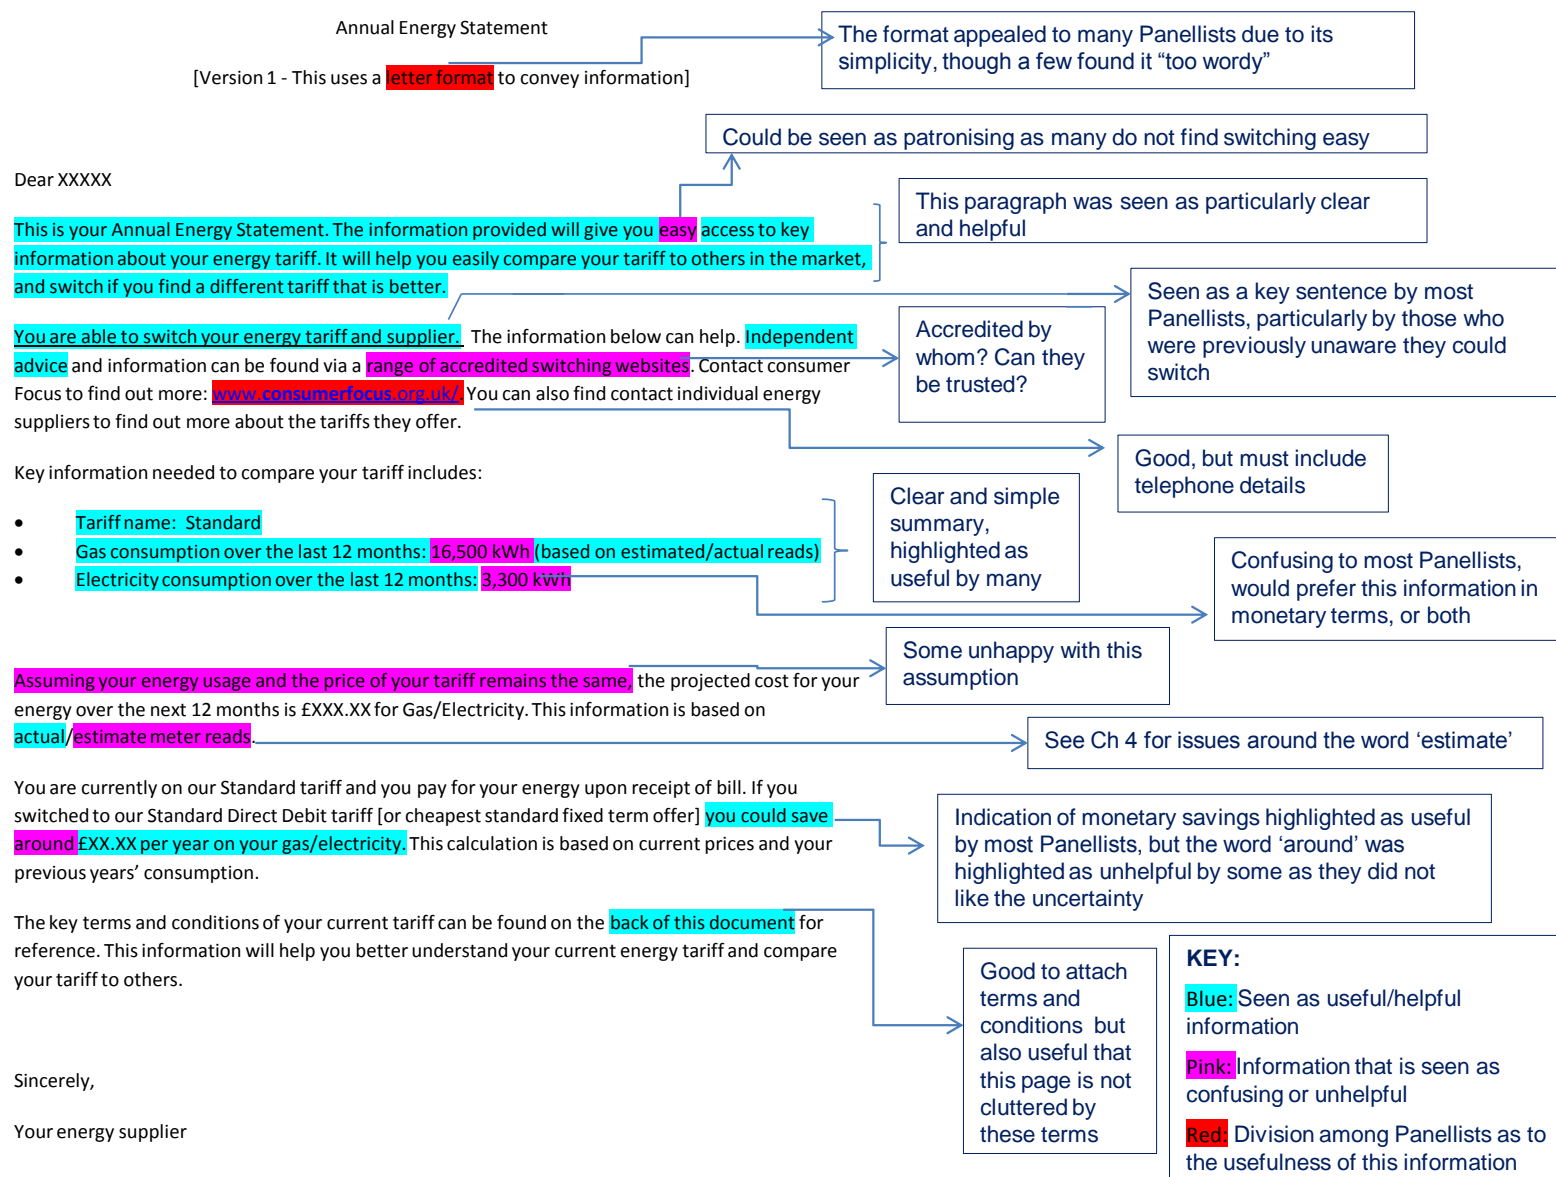 Annual Energy Statement
The format appealed to many Panellists due to its
simplicity, though a few found it “too wordy”
[Version 1 - This uses a letter format to convey information]
Could be seen as patronising as many do not find switching easy
Dear XXXXX
This paragraph was seen as particularly clear
and helpful
This is your Annual Energy Statement. The information provided will give you easy access to key
information about your energy tariff. It will help you easily compare your tariff to others in the market,
and switch if you find a different tariff that is better.
Seen as a key sentence by most
Panellists, particularly by those who
were previously unaware they could
switch
Accredited by
whom? Can they
be trusted?
You are able to switch your energy tariff and supplier. The information below can help. Independent
advice and information can be found via a range of accredited switching websites. Contact consumer
Focus to find out more: www.consumerfocus.org.uk/. You can also find contact individual energy
suppliers to find out more about the tariffs they offer.
Good, but must include
telephone details
Key information needed to compare your tariff includes:
Clear and simple
summary,
highlighted as
useful by many
• Tariff name: Standard
• Gas consumption over the last 12 months: 16,500 kWh (based on estimated/actual reads)
• Electricity consumption over the last 12 months: 3,300 kWh
Confusing to most Panellists,
would prefer this information in
monetary terms, or both
Some unhappy with this
assumption
Assuming your energy usage and the price of your tariff remains the same, the projected cost for your
energy over the next 12 months is £XXX.XX for Gas/Electricity. This information is based on
actual/estimate meter reads.
See Ch 4 for issues around the word ‘estimate’
You are currently on our Standard tariff and you pay for your energy upon receipt of bill. If you
switched to our Standard Direct Debit tariff [or cheapest standard fixed term offer] you could save
around £XX.XX per year on your gas/electricity. This calculation is based on current prices and your
previous years’ consumption.
Indication of monetary savings highlighted as useful
by most Panellists, but the word ‘around’ was
highlighted as unhelpful by some as they did not
like the uncertainty
The key terms and conditions of your current tariff can be found on the back of this document for
reference. This information will help you better understand your current energy tariff and compare
your tariff to others.
Good to attach
terms and
conditions but
also useful that
this page is not
cluttered by
these terms
KEY:
Blue: Seen as useful/helpful
information
Pink: Information that is seen as
confusing or unhelpful
Red: Division among Panellists as to
the usefulness of this information
Sincerely,
Your energy supplier